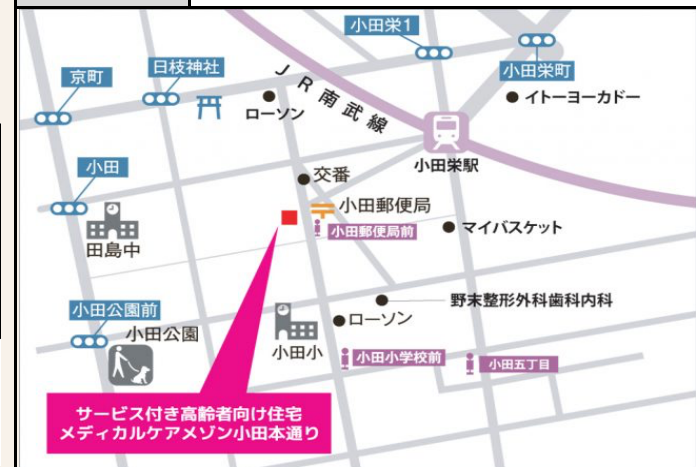 小田栄1
小田栄町
京町
日枝神社
JR南武線
ローソン
イトーヨーカドー
小田栄駅
小田
交番
小田郵便局
小田郵便局前
マイバスケット
田島中
小田公園前
小田公園
野末整形外科歯科内科
ローソン
小田小
小田小学校前
小田五丁目
サービス付き高齢者向け住宅
メディカルケアメゾン小田本通り